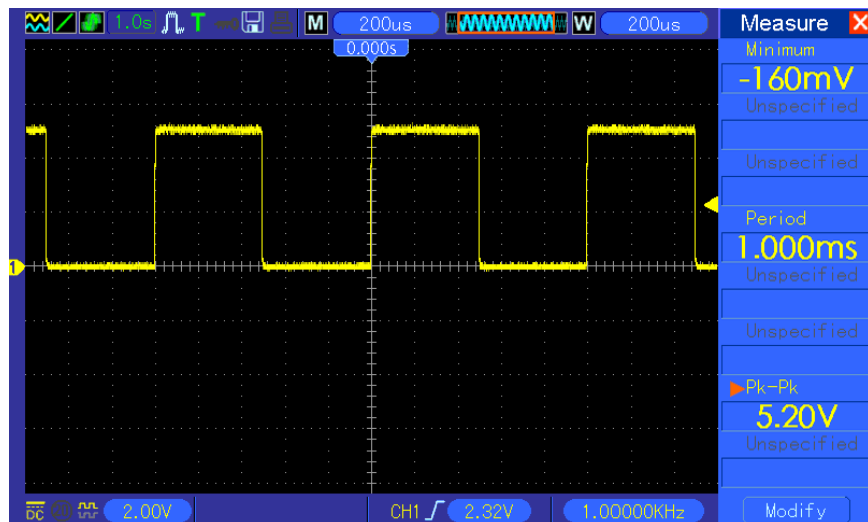 1.0s T M 200us W 200us
0.000s
Measure
Minimum
-160mV
Unspecified
Unspecified
Period
1.000ms
Unspecified
Unspecified
Pk-Pk
5.20V
Unspecified
Modify
1
DC 2.00V CH1 2.32V 1.00000KHz